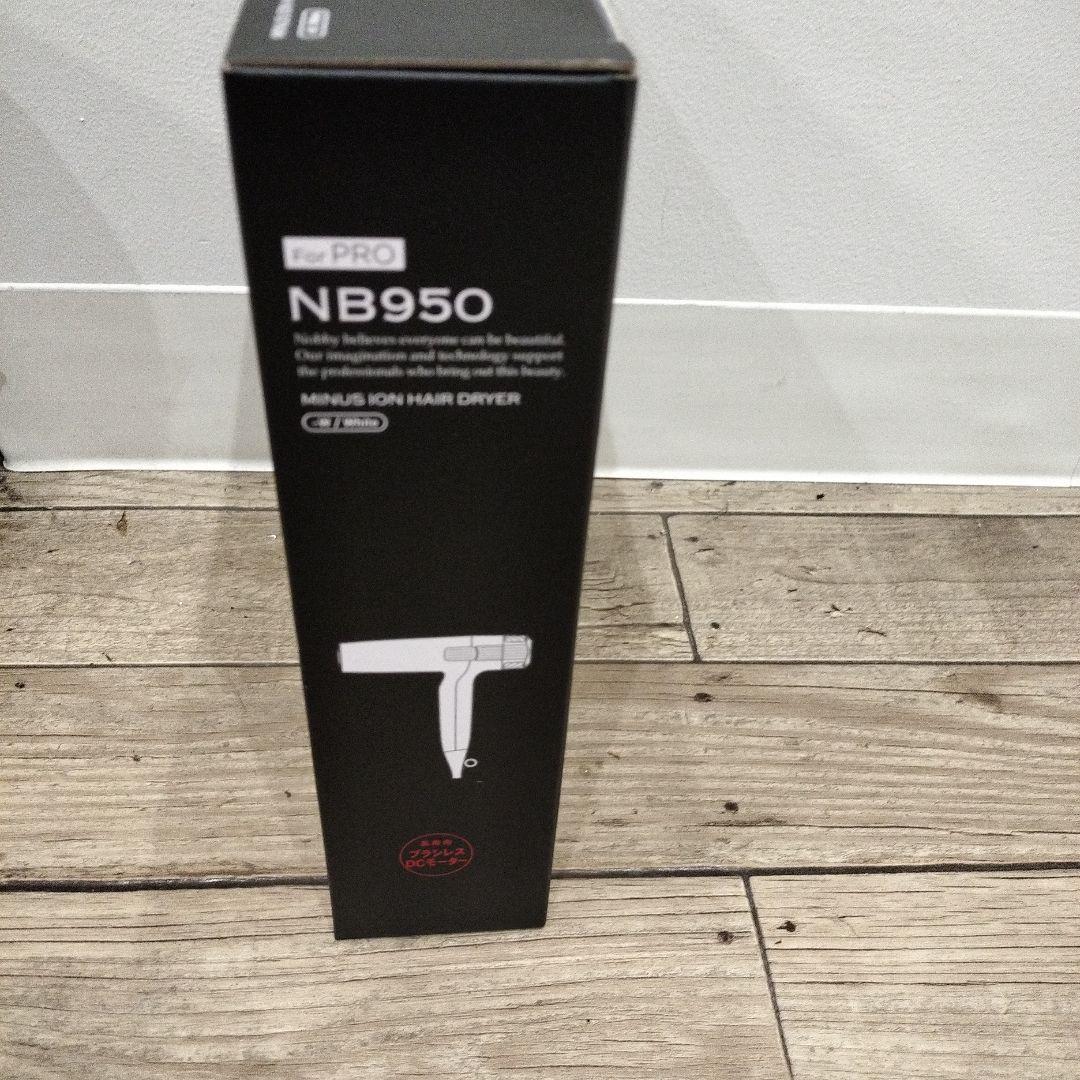 For PRO
NB950
Nobby believes everyone can be beautiful.
Our imagination and technology support
the professionals who bring out this beauty.
MINUS ION HAIR DRYER
-W / White
ブラシレス
DCモーター